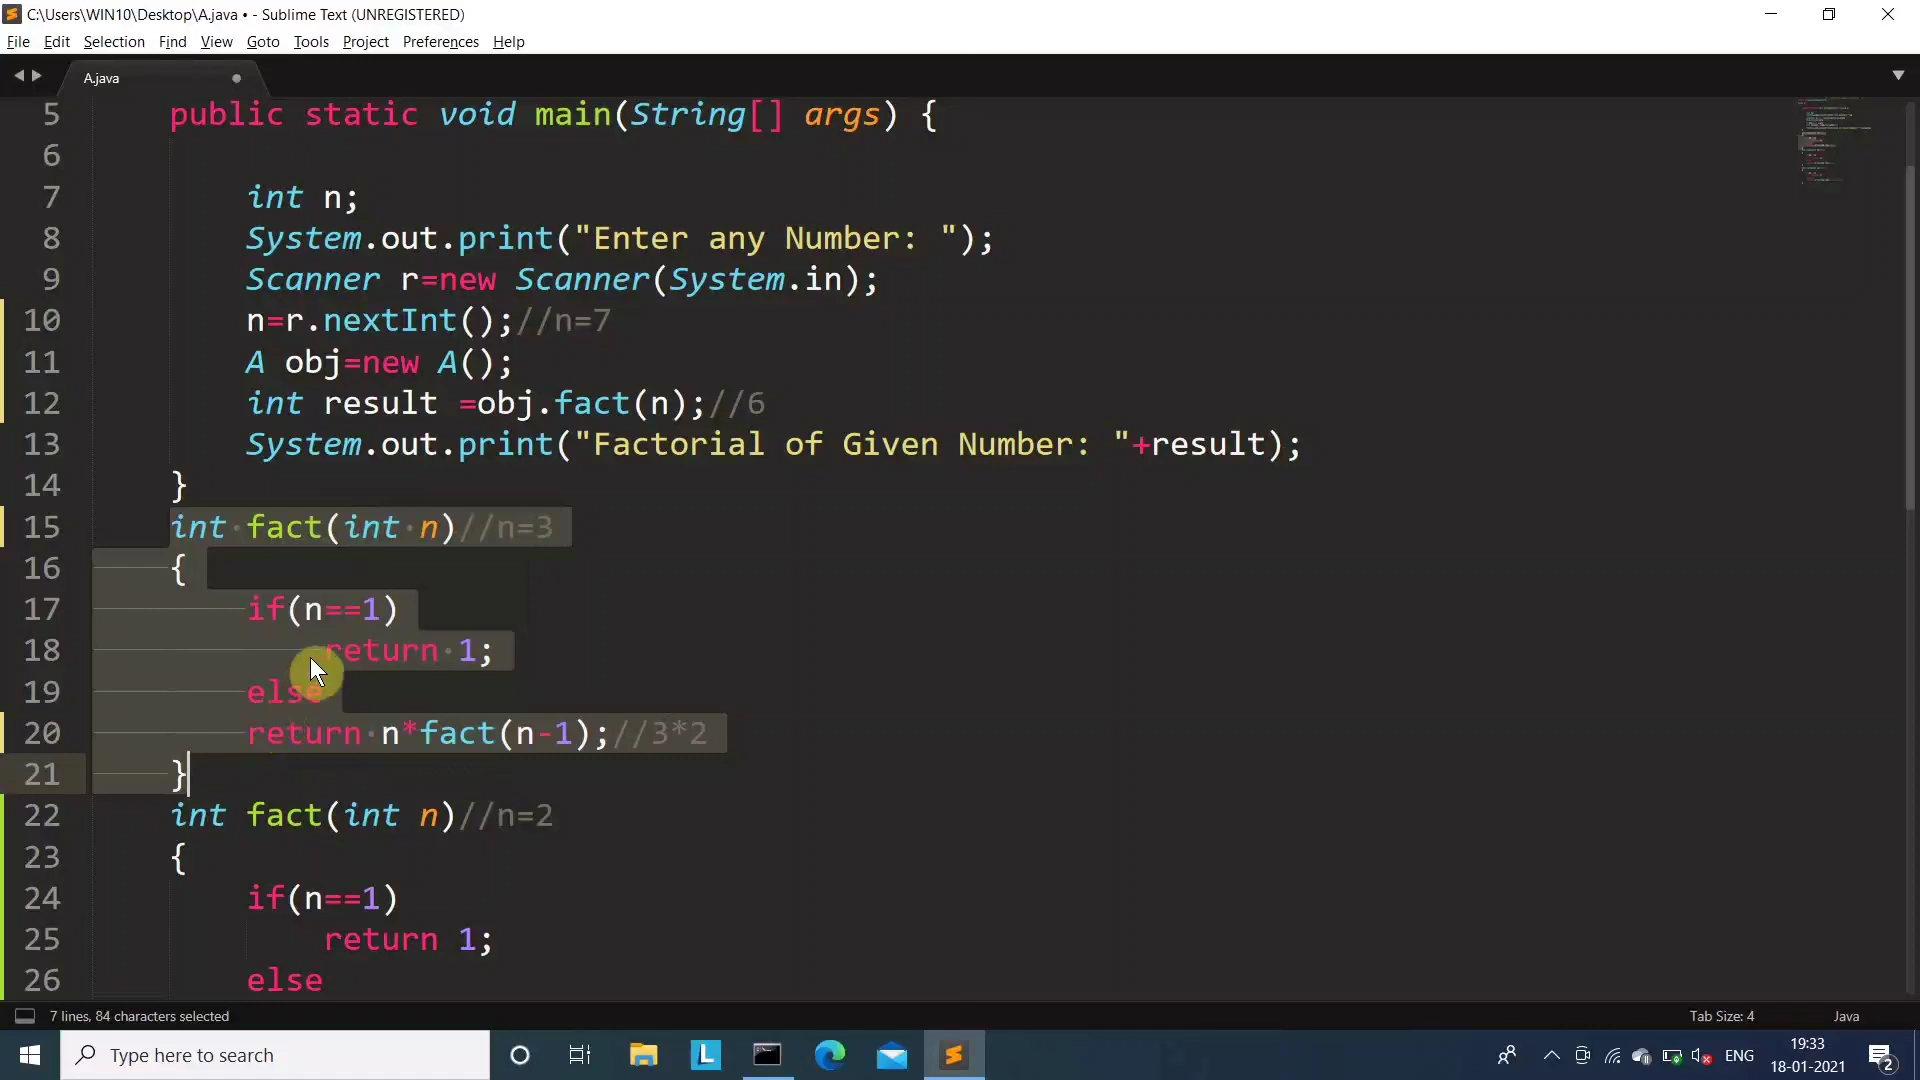 C:\Users\WIN10\Desktop\A.java • - Sublime Text (UNREGISTERED)
File Edit Selection Find View Goto Tools Project Preferences Help
A.java
5 public static void main(String[] args) {
6
7 int n;
8 System.out.print("Enter any Number: ");
9 Scanner r=new Scanner(System.in);
10 n=r.nextInt();//n=7
11 A obj=new A();
12 int result =obj.fact(n);//6
13 System.out.print("Factorial of Given Number: "+result);
14 }
15 int fact(int n)//n=3
16 {
17 if(n==1)
18 return 1;
19 else
20 return n*fact(n-1);//3*2
21 }
22 int fact(int n)//n=2
23 {
24 if(n==1)
25 return 1;
26 else
7 lines, 84 characters selected Tab Size: 4 Java
Type here to search L ENG 19:33
18-01-2021 2